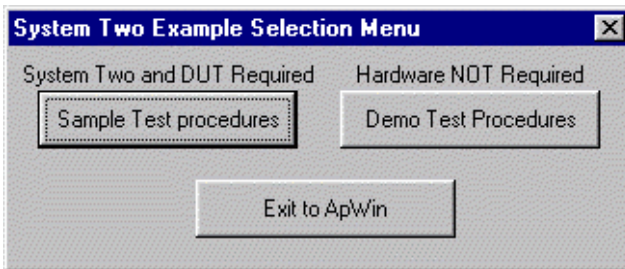 System Two Example Selection Menu
System Two and DUT Required
Hardware NOT Required
Sample Test procedures
Demo Test Procedures
Exit to ApWin